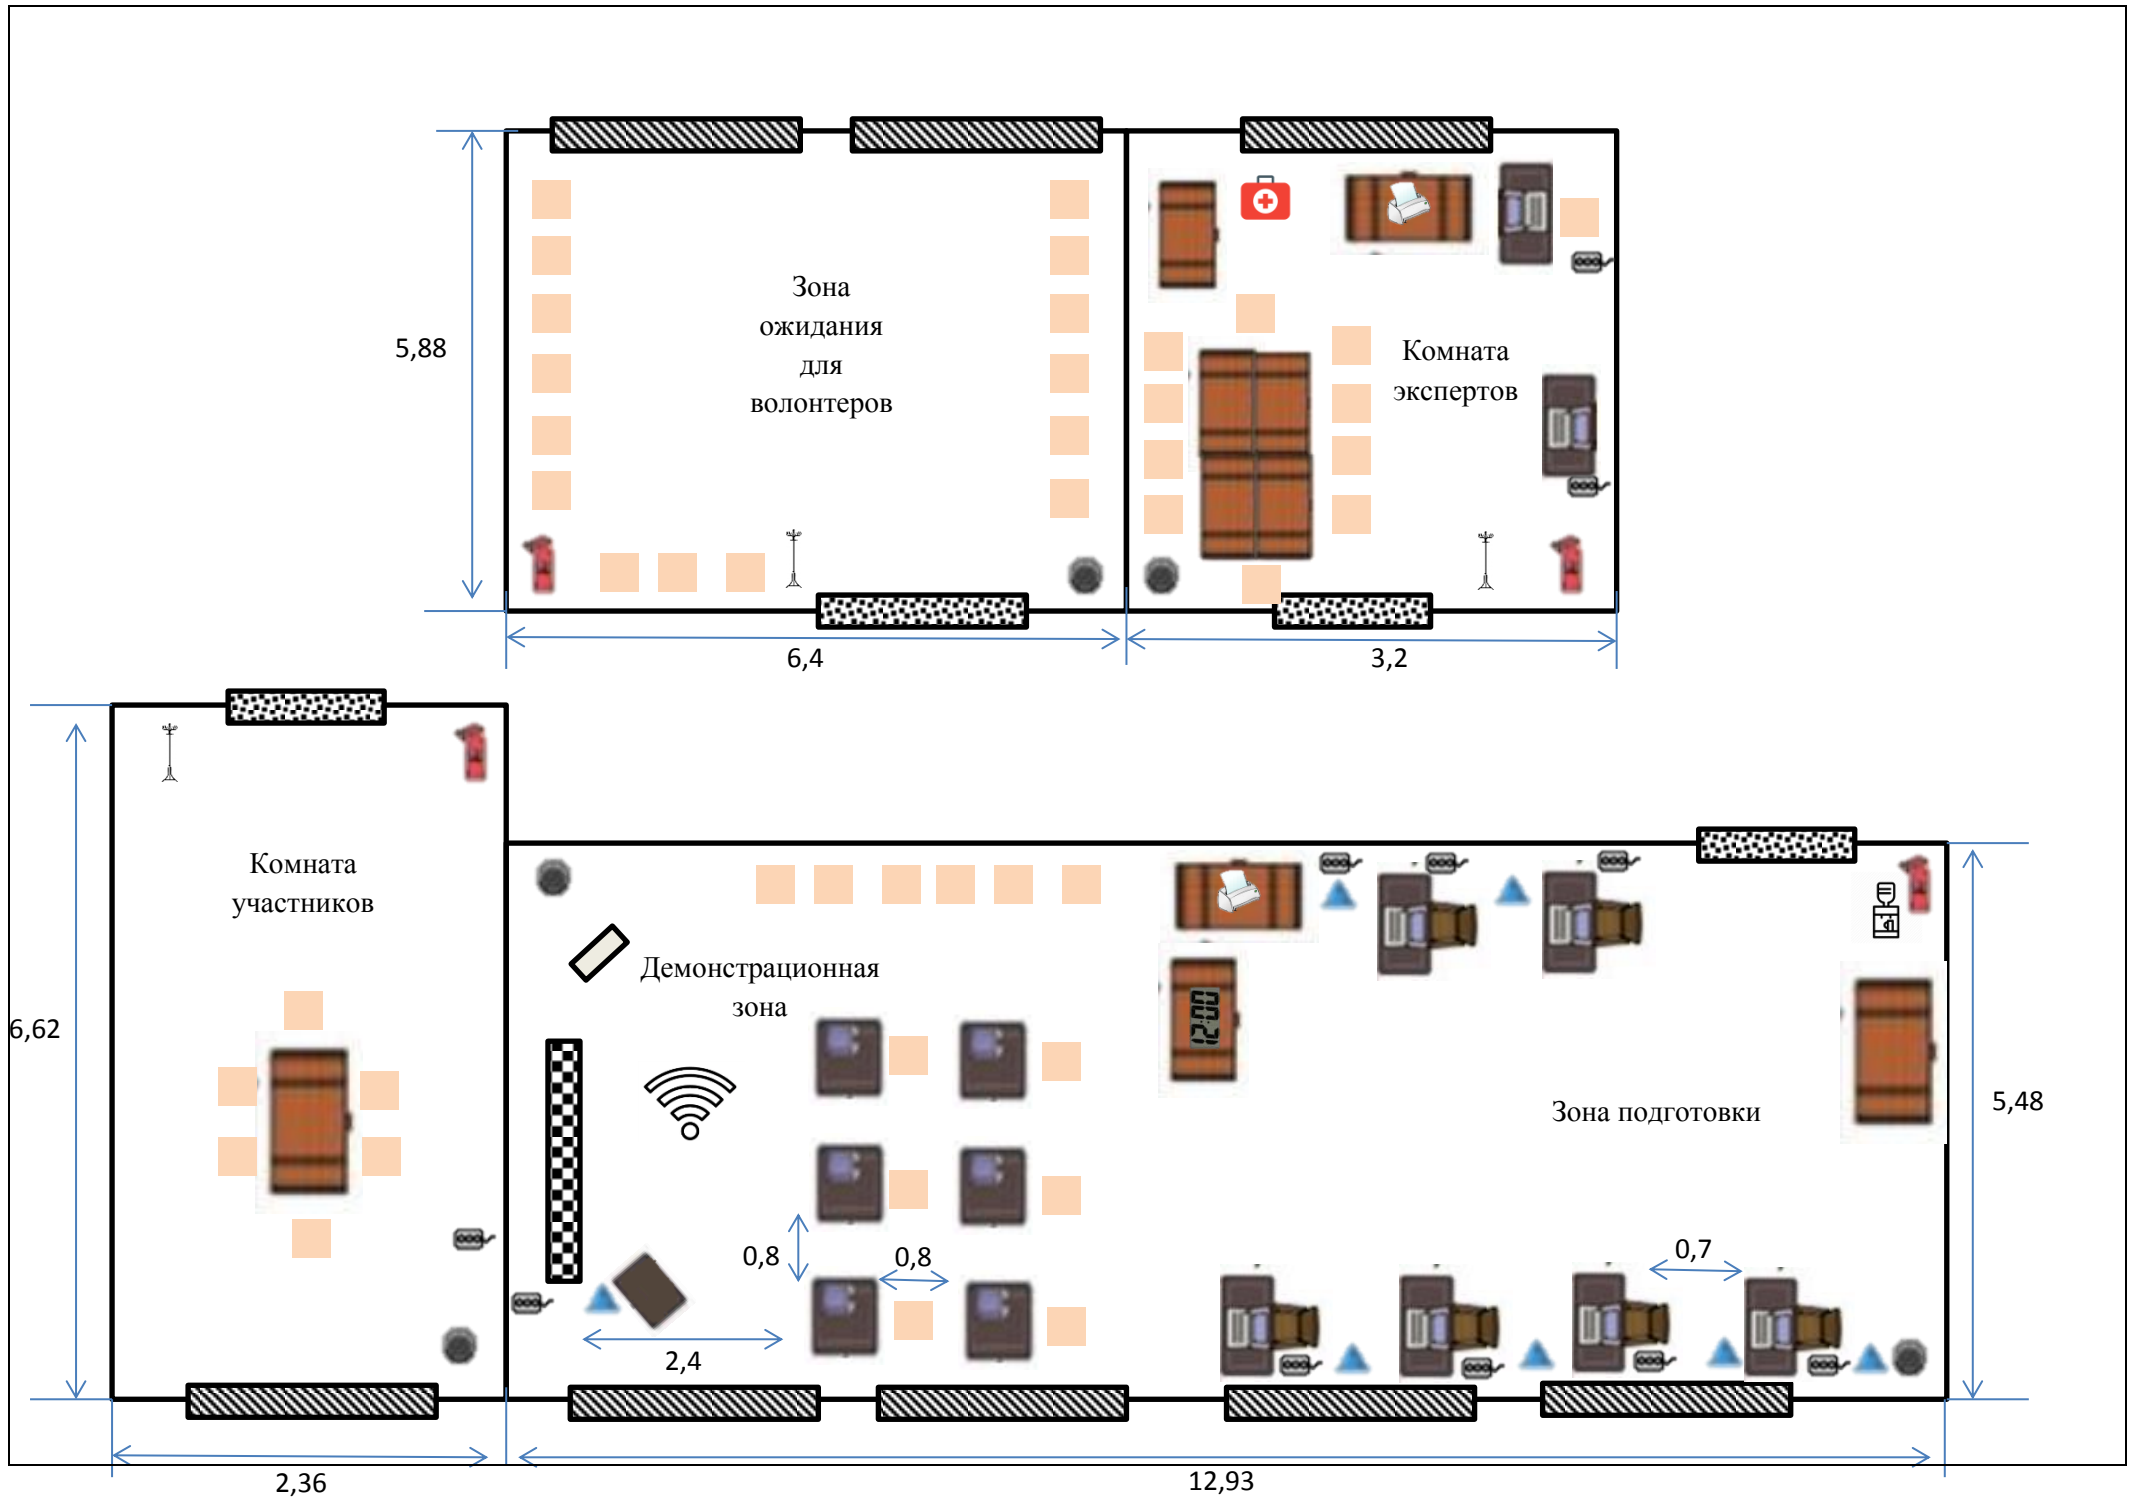 Зона
ожидания
для
волонтеров
Комната
экспертов
5,88
6,4
3,2
Комната
участников
Демонстрационная
зона
12:00
6,62
Зона подготовки
5,48
0,8
0,8
0,7
2,4
2,36
12,93